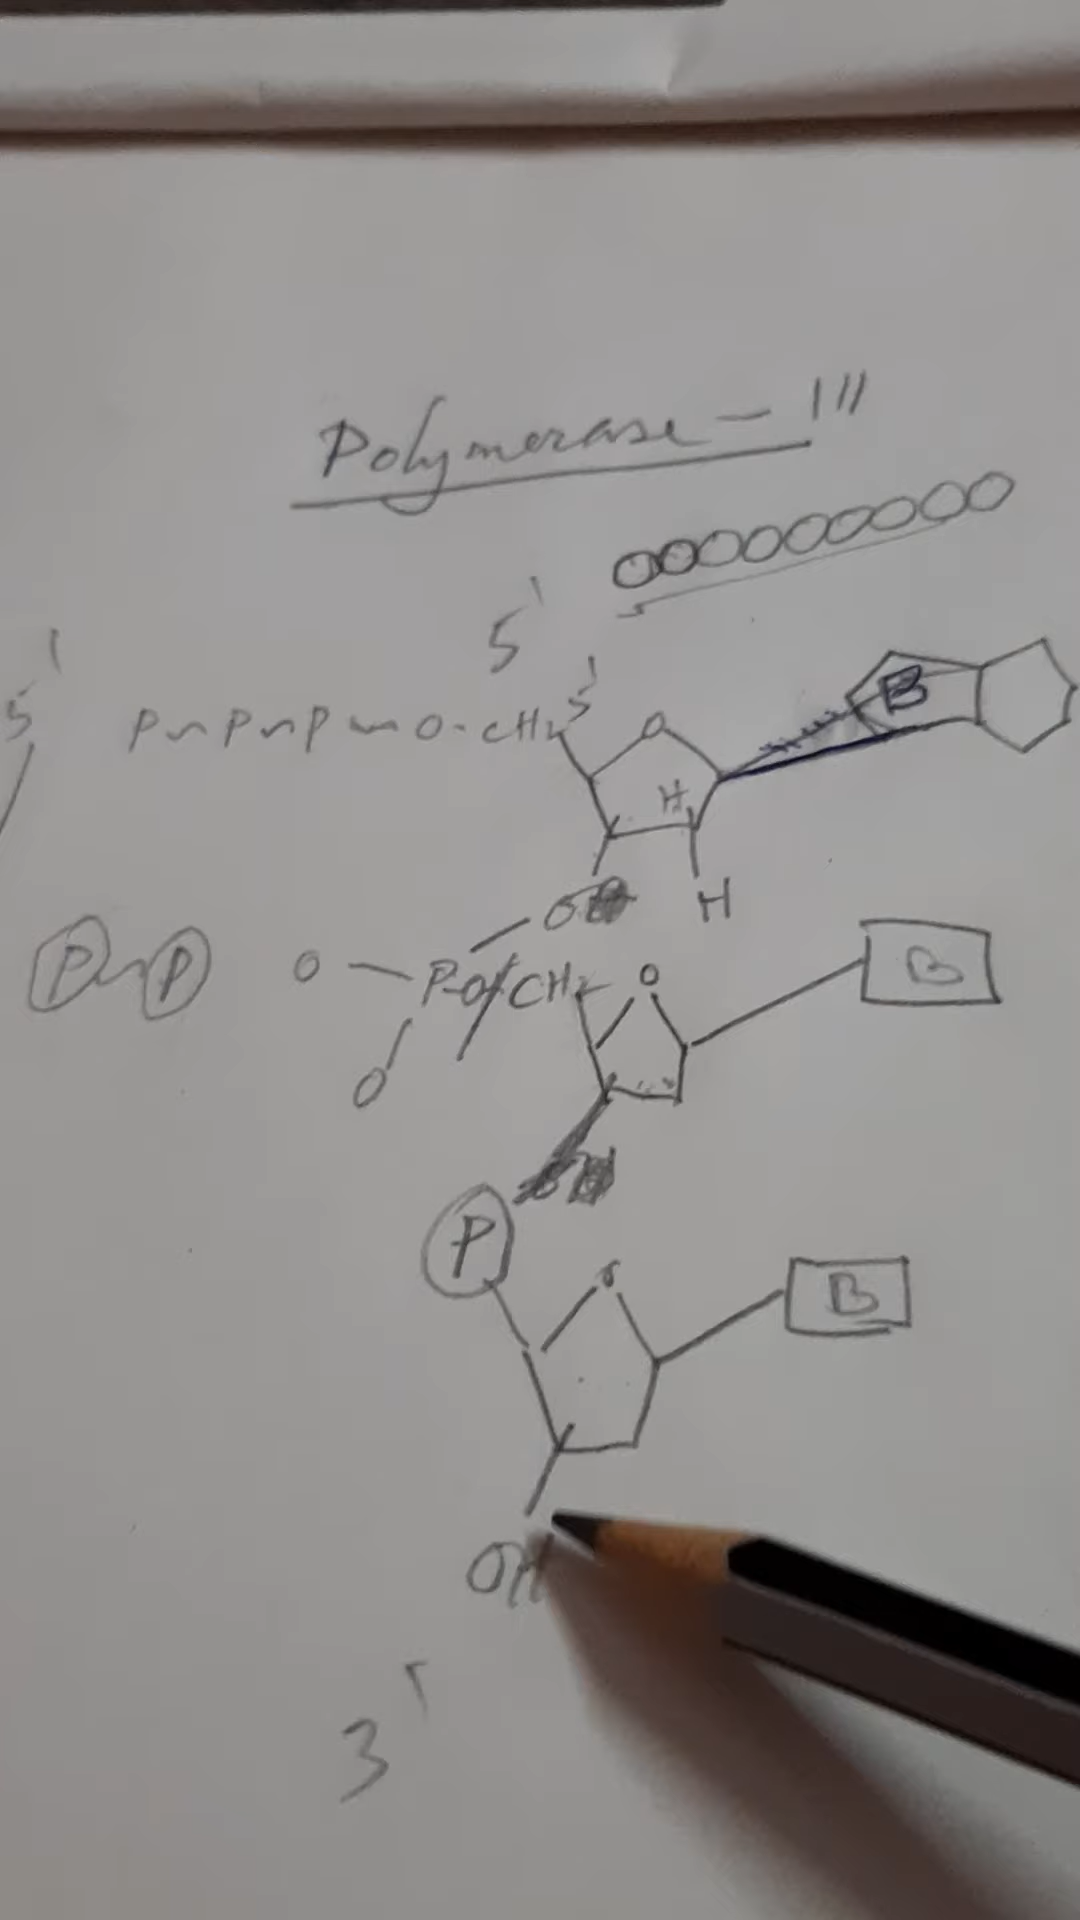 Polymerase - III
5'
5'
P~P~P~O-CH2 5' O
B
H
O
H
P~P O - P-O/CH2 O
B
O
P
O
B
OH
3'